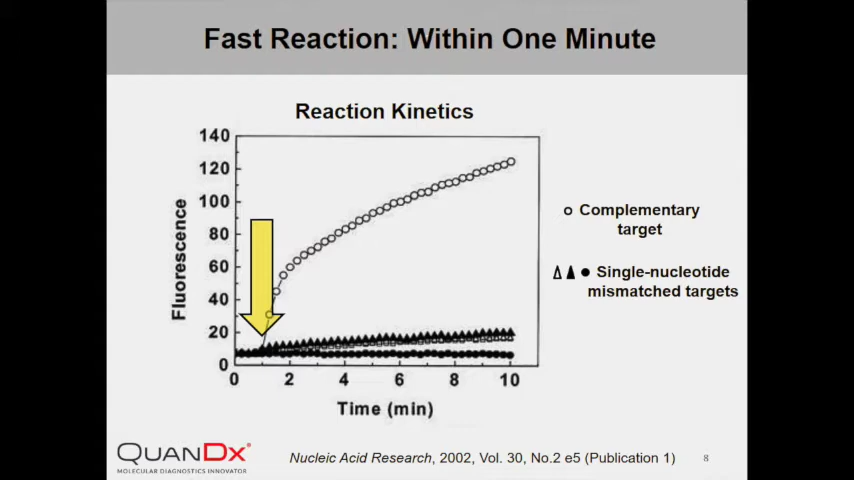 Fast Reaction: Within One Minute
Reaction Kinetics
140
120
100
80
60
40
20
0
Fluorescence
0 2 4 6 8 10
Time (min)
Complementary
target
Single-nucleotide
mismatched targets
QUANDX
MOLECULAR DIAGNOSTICS INNOVATOR
Nucleic Acid Research, 2002, Vol. 30, No.2 e5 (Publication 1)
8